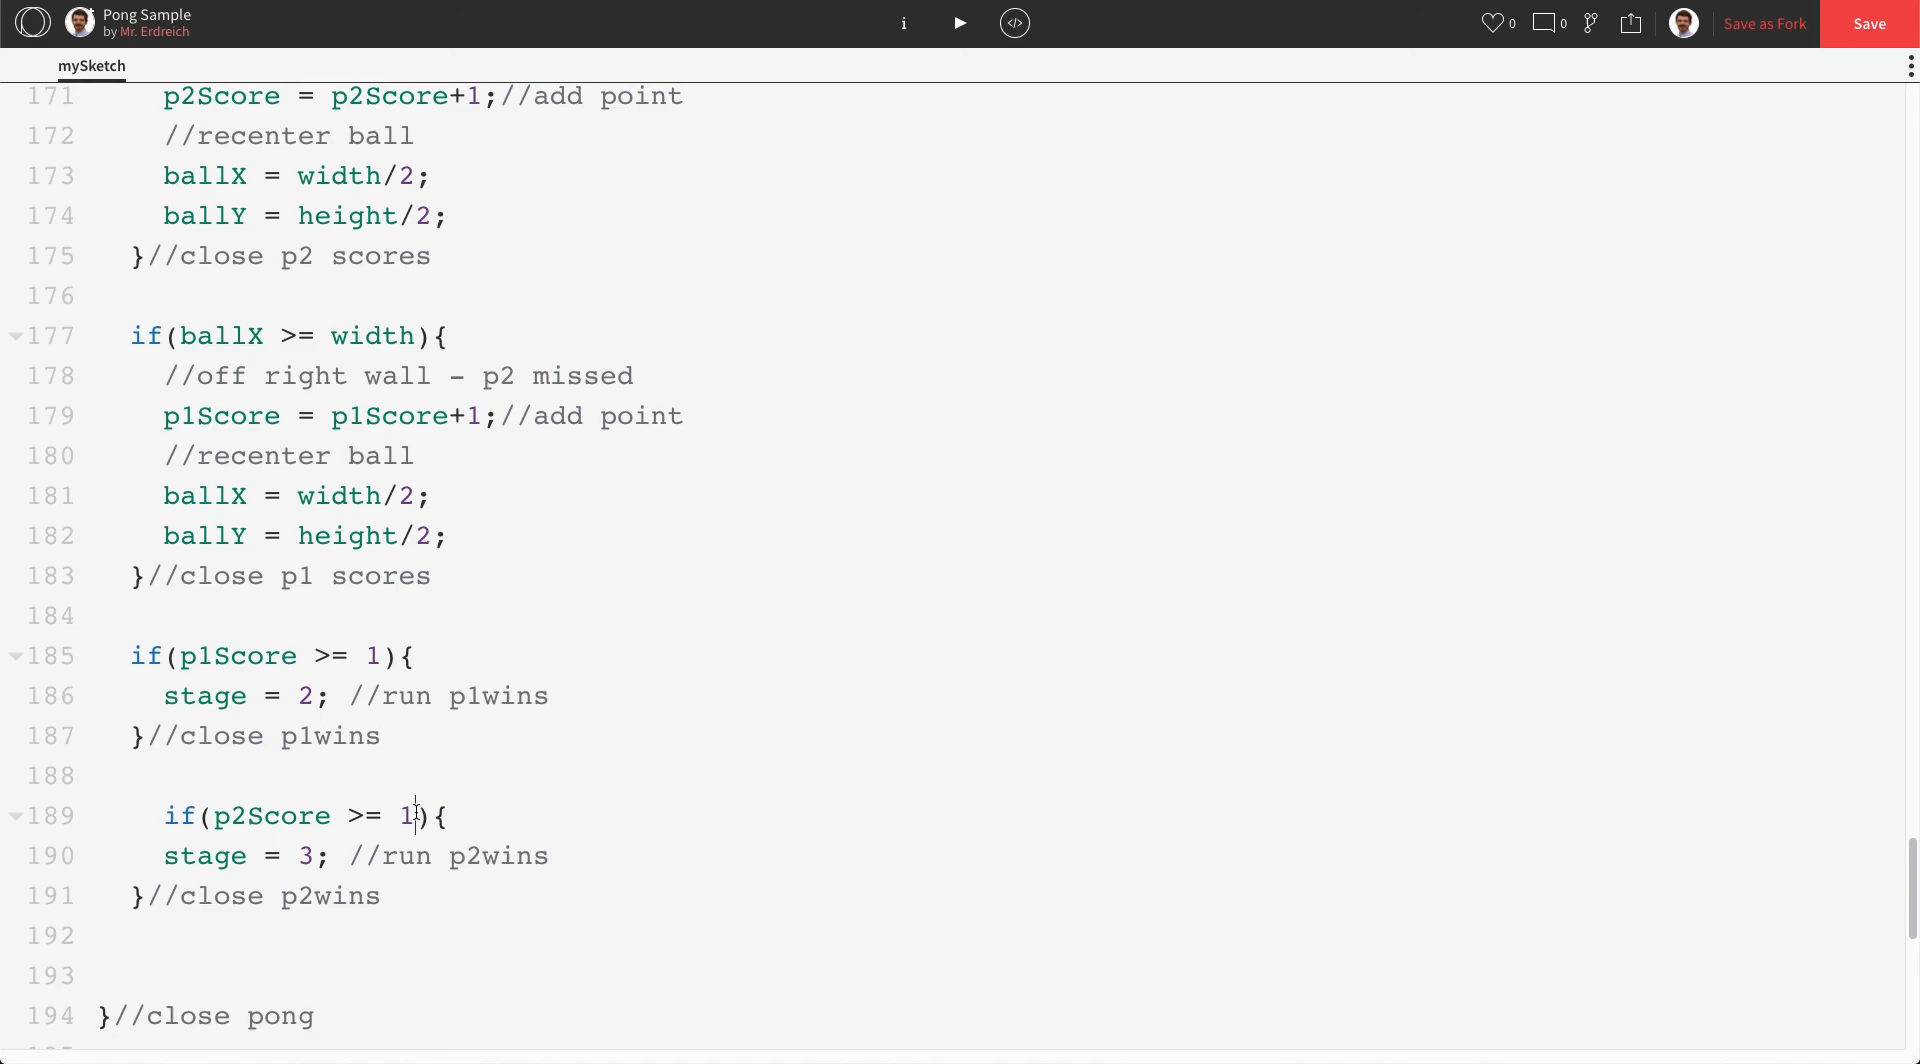 Pong Sample
by Mr. Erdreich
i
</>
0
0
Save as Fork
Save
mySketch
171 p2Score = p2Score+1;//add point
172 //recenter ball
173 ballX = width/2;
174 ballY = height/2;
175 }//close p2 scores
176
177 if(ballX >= width){
178 //off right wall - p2 missed
179 p1Score = p1Score+1;//add point
180 //recenter ball
181 ballX = width/2;
182 ballY = height/2;
183 }//close p1 scores
184
185 if(p1Score >= 1){
186 stage = 2; //run p1wins
187 }//close p1wins
188
189 if(p2Score >= 1){
190 stage = 3; //run p2wins
191 }//close p2wins
192
193
194 }//close pong